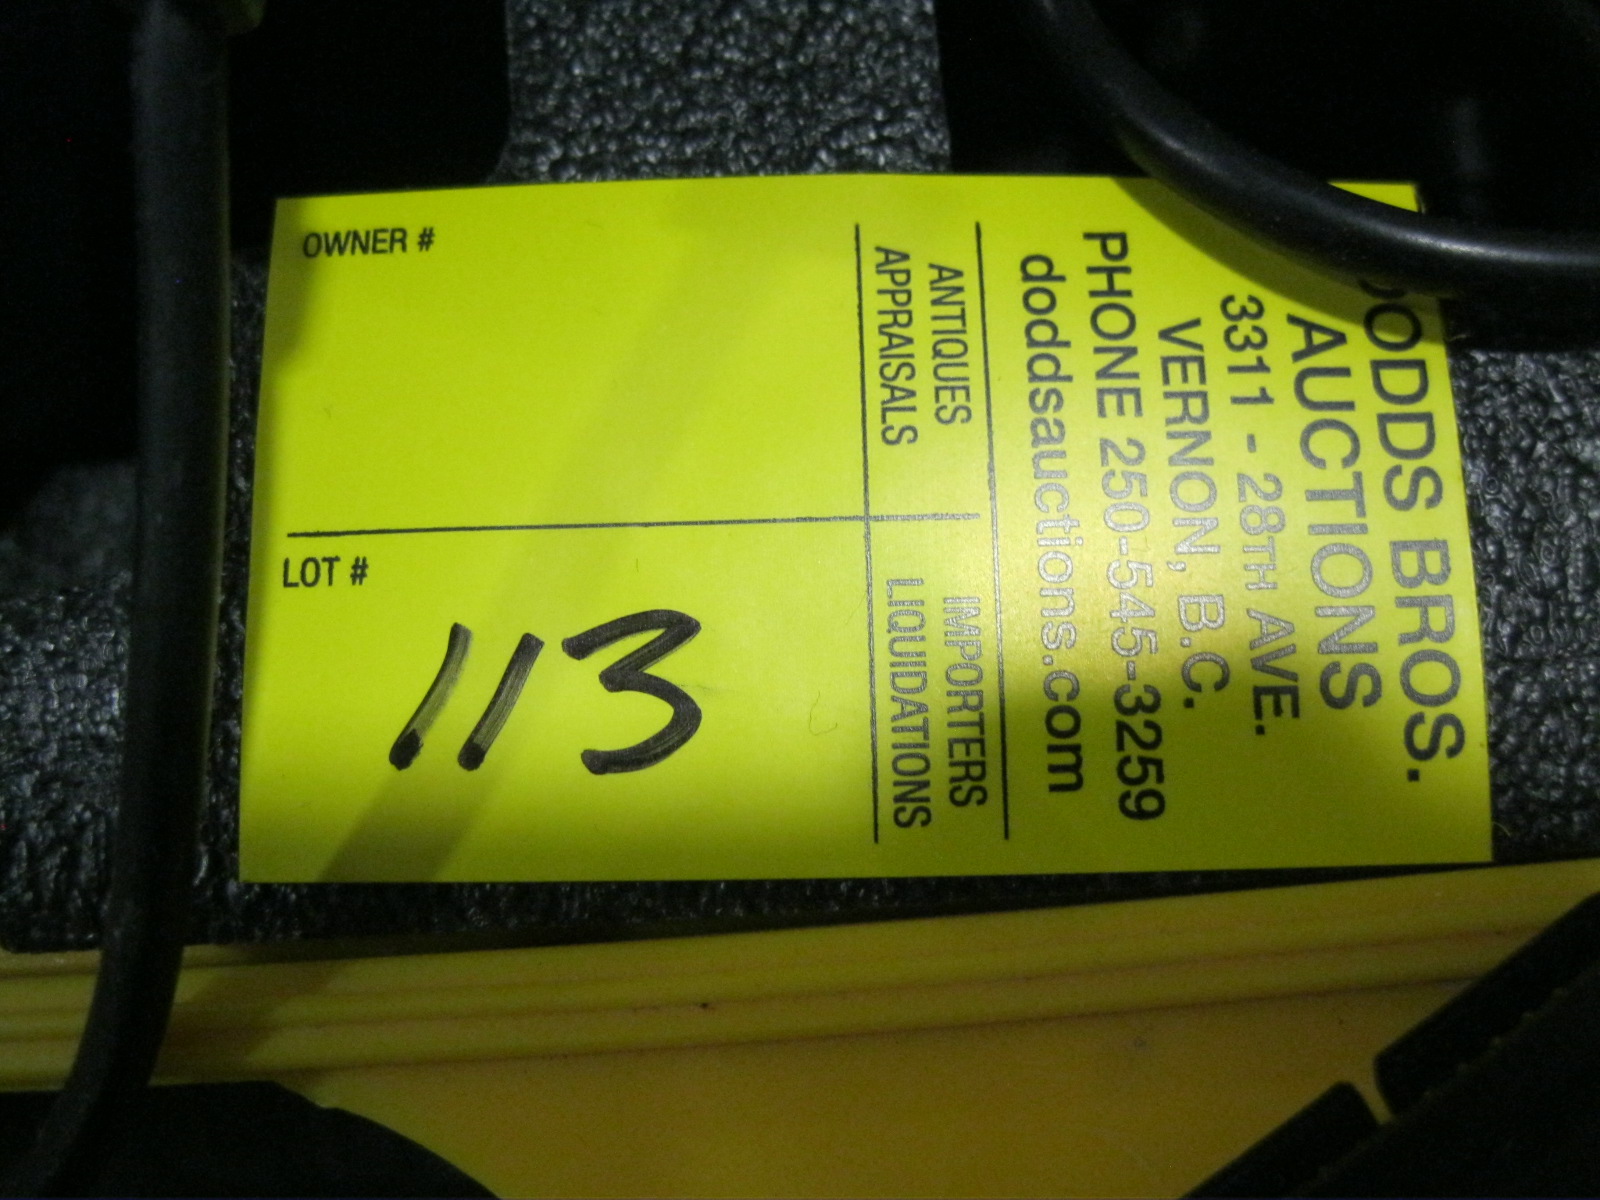 DODDS BROS.
AUCTIONS
3311 - 28TH AVE.
VERNON, B.C.
PHONE 250-545-3259
doddsauctions.com
ANTIQUES
APPRAISALS
IMPORTERS
LIQUIDATIONS
OWNER #
LOT #
113